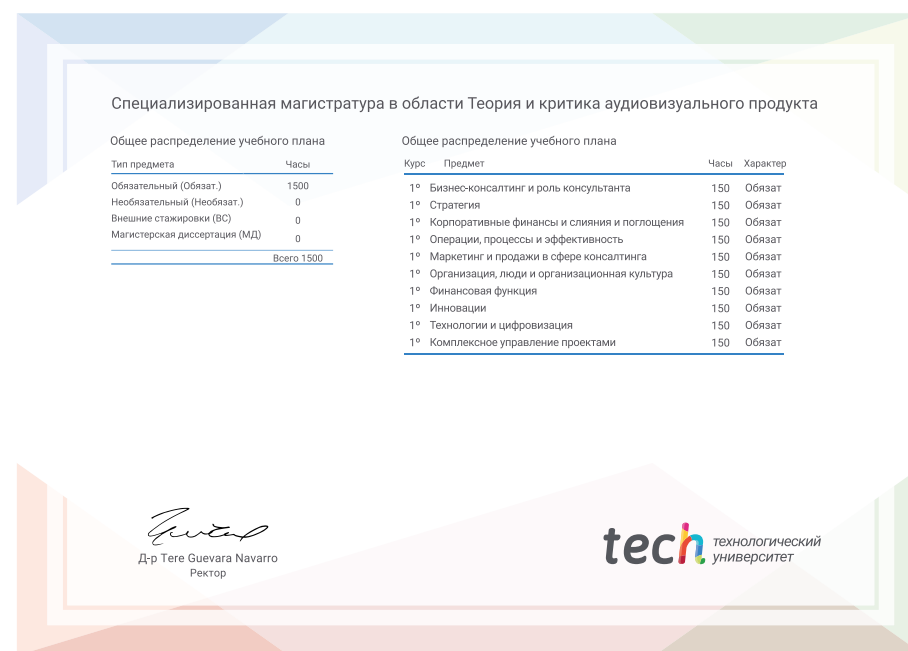 Специализированная магистратура в области Теория и критика аудиовизуального продукта
Общее распределение учебного плана
Тип предмета Часы
Обязательный (Обязат.) 1500
Необязательный (Необязат.) 0
Внешние стажировки (ВС) 0
Магистерская диссертация (МД) 0
Всего 1500
Общее распределение учебного плана
Курс Предмет Часы Характер
1º Бизнес-консалтинг и роль консультанта 150 Обязат
1º Стратегия 150 Обязат
1º Корпоративные финансы и слияния и поглощения 150 Обязат
1º Операции, процессы и эффективность 150 Обязат
1º Маркетинг и продажи в сфере консалтинга 150 Обязат
1º Организация, люди и организационная культура 150 Обязат
1º Финансовая функция 150 Обязат
1º Инновации 150 Обязат
1º Технологии и цифровизация 150 Обязат
1º Комплексное управление проектами 150 Обязат
Д-р Tere Guevara Navarro
Ректор
tech технологический
университет